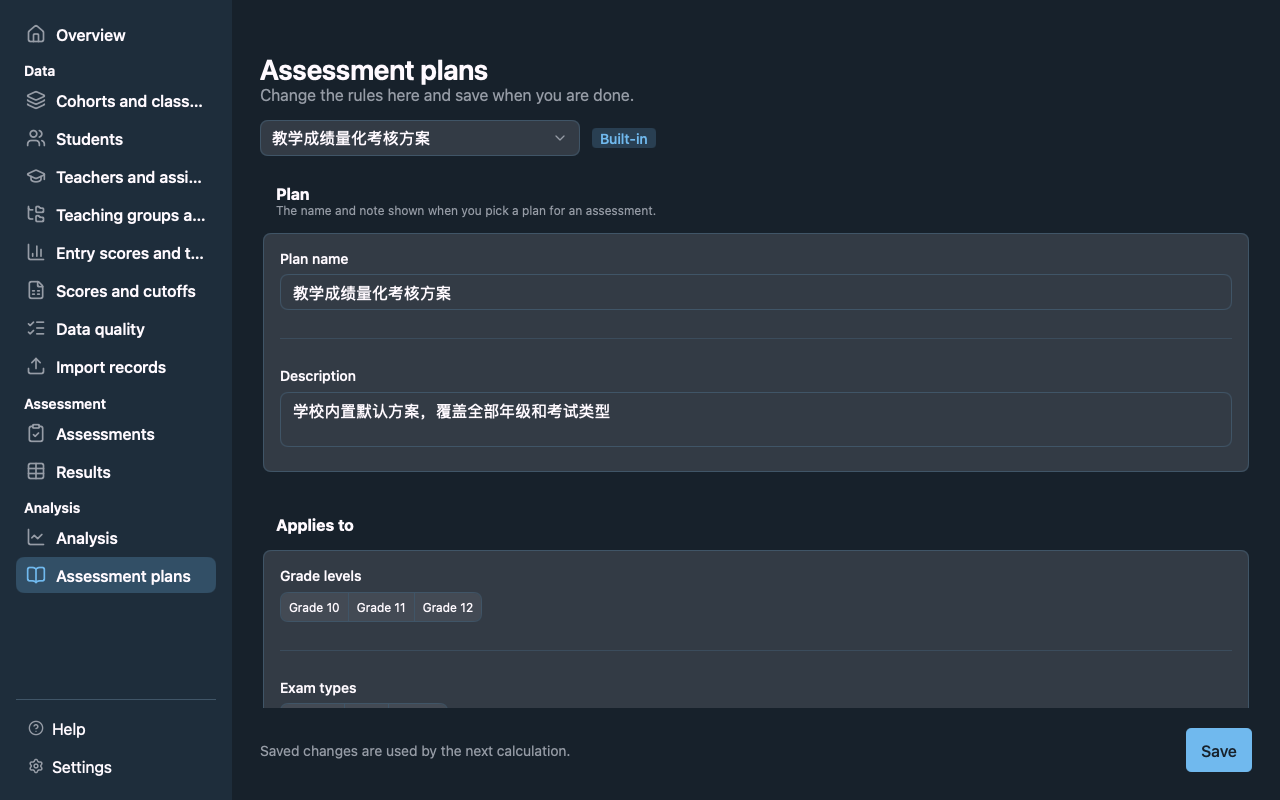 Overview
Data
Cohorts and class...
Students
Teachers and assi...
Teaching groups a...
Entry scores and t...
Scores and cutoffs
Data quality
Import records
Assessment
Assessments
Results
Analysis
Analysis
Assessment plans
Help
Settings
Assessment plans
Change the rules here and save when you are done.
教学成绩量化考核方案
Built-in
Plan
The name and note shown when you pick a plan for an assessment.
Plan name
教学成绩量化考核方案
Description
学校内置默认方案，覆盖全部年级和考试类型
Applies to
Grade levels
Grade 10 Grade 11 Grade 12
Exam types
Saved changes are used by the next calculation.
Save